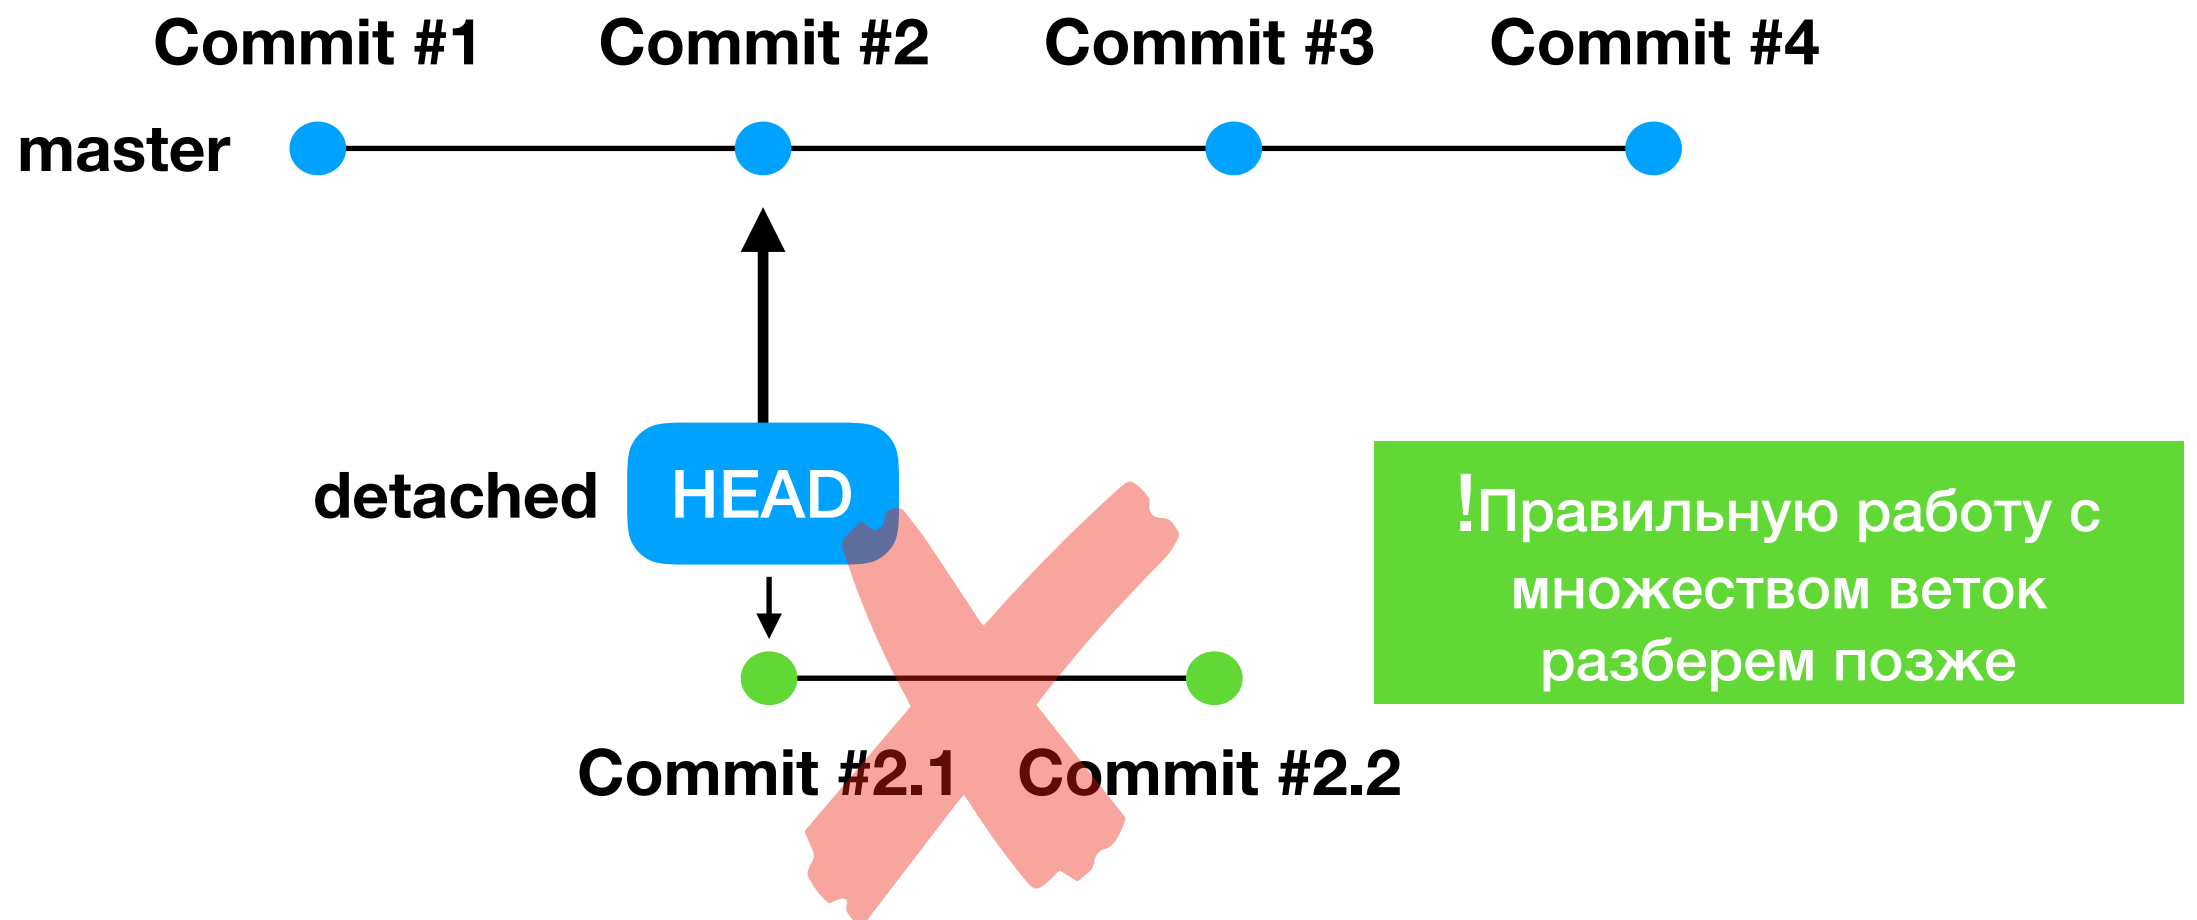 Commit #1 Commit #2 Commit #3 Commit #4
master
detached HEAD
!Правильную работу с
множеством веток
разберем позже
Commit #2.1 Commit #2.2